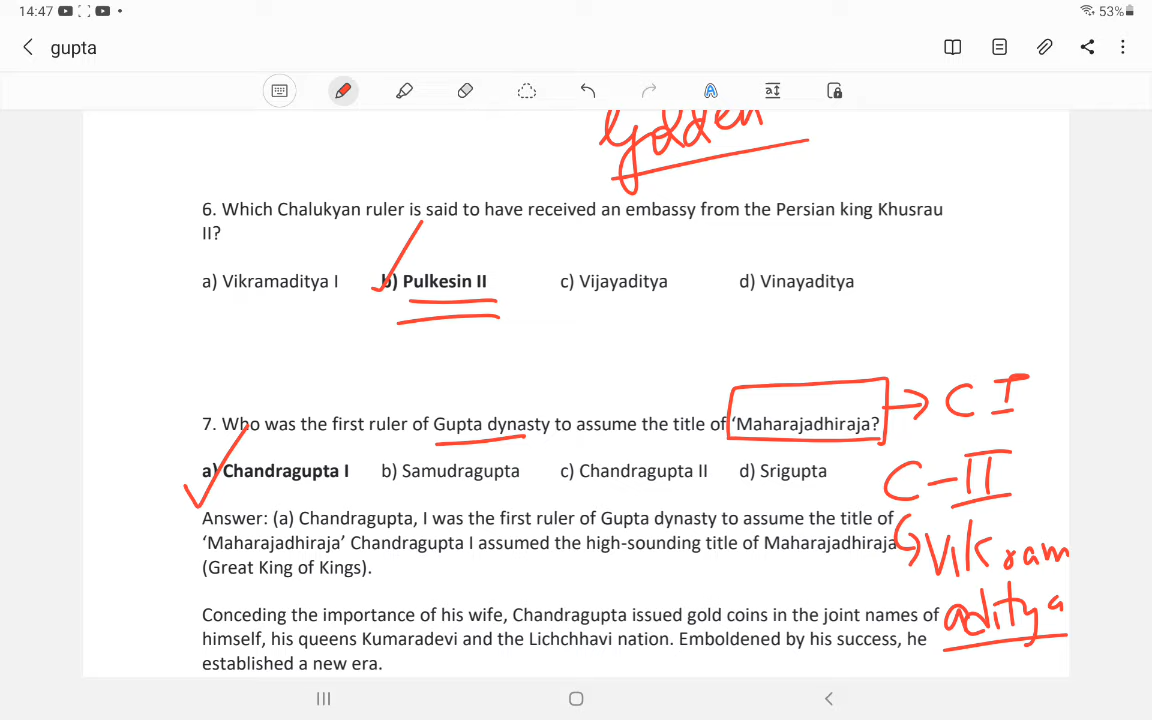 14:47 53%
gupta
Golden
6. Which Chalukyan ruler is said to have received an embassy from the Persian king Khusrau
II?
a) Vikramaditya I b) Pulkesin II c) Vijayaditya d) Vinayaditya
7. Who was the first ruler of Gupta dynasty to assume the title of ‘Maharajadhiraja? → C I
a) Chandragupta I b) Samudragupta c) Chandragupta II d) Srigupta
C - II
Answer: (a) Chandragupta, I was the first ruler of Gupta dynasty to assume the title of
‘Maharajadhiraja’ Chandragupta I assumed the high-sounding title of Maharajadhiraja
Vikram
(Great King of Kings).
Conceding the importance of his wife, Chandragupta issued gold coins in the joint names of
aditya
himself, his queens Kumaradevi and the Lichchhavi nation. Emboldened by his success, he
established a new era.